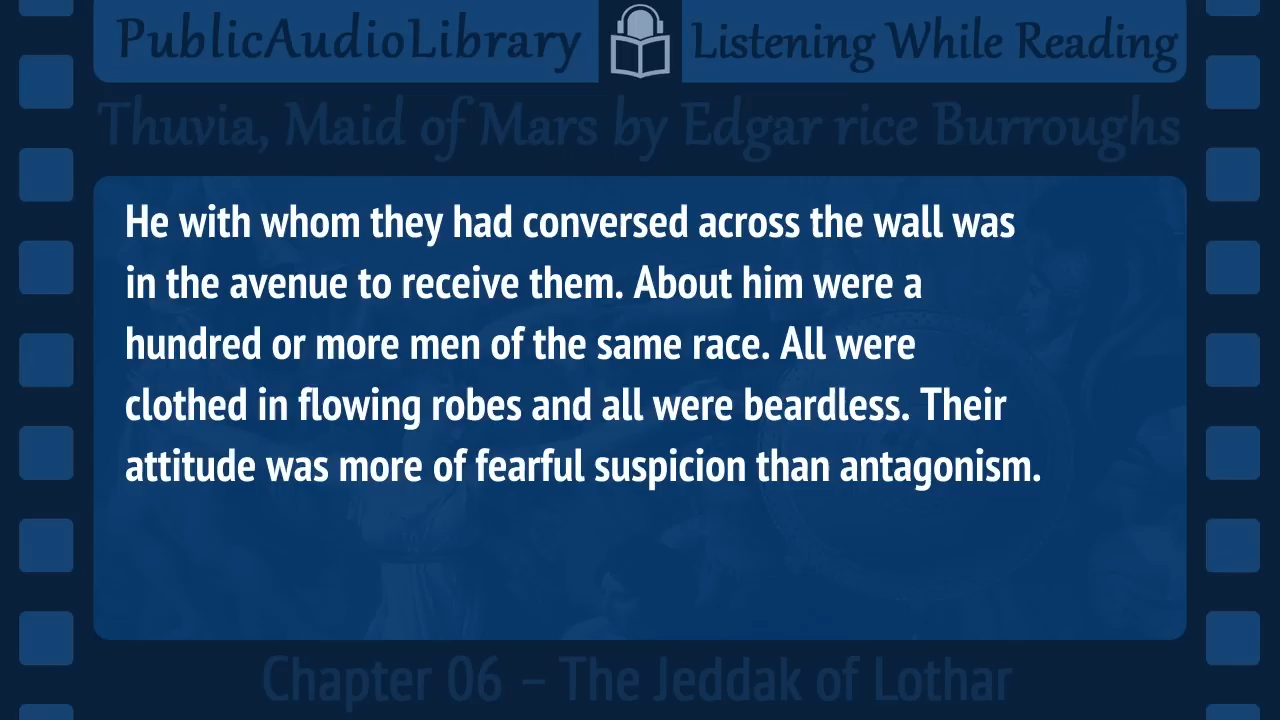 PublicAudioLibrary Listening While Reading
Thuvia, Maid of Mars by Edgar rice Burroughs
He with whom they had conversed across the wall was
in the avenue to receive them. About him were a
hundred or more men of the same race. All were
clothed in flowing robes and all were beardless. Their
attitude was more of fearful suspicion than antagonism.
Chapter 06 – The Jeddak of Lothar